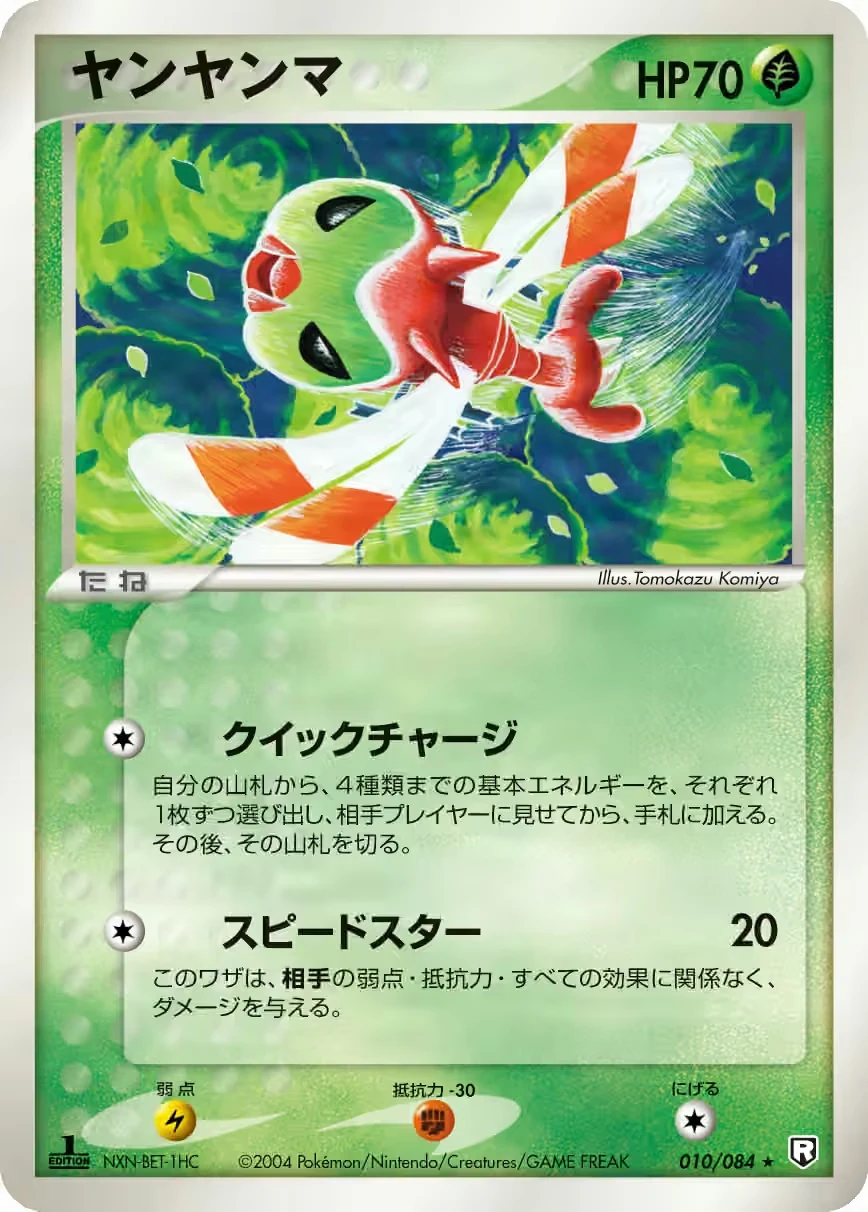 ヤンヤンマ
HP70
たね
Illus.Tomokazu Komiya
クイックチャージ
自分の山札から、4種類までの基本エネルギーを、それぞれ
1枚ずつ選び出し、相手プレイヤーに見せてから、手札に加える。
その後、その山札を切る。
スピードスター 20
このワザは、相手の弱点・抵抗力・すべての効果に関係なく、
ダメージを与える。
弱点 抵抗力 -30 にげる
1 EDITION NXN-BET-1HC ©2004 Pokémon/Nintendo/Creatures/GAME FREAK 010/084 ★ R